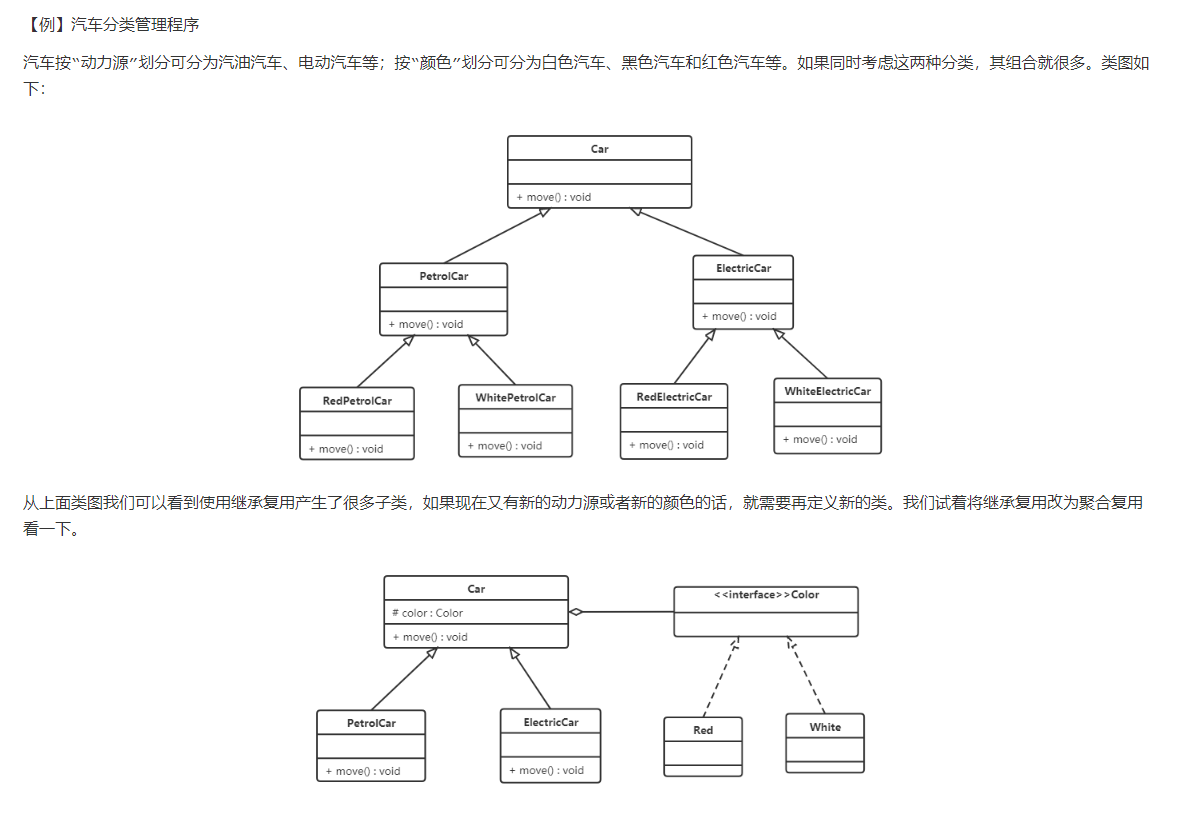 【例】汽车分类管理程序
汽车按“动力源”划分可分为汽油汽车、电动汽车等；按“颜色”划分可分为白色汽车、黑色汽车和红色汽车等。如果同时考虑这两种分类，其组合就很多。类图如
下：
Car
+ move() : void
PetrolCar
+ move() : void
ElectricCar
+ move() : void
RedPetrolCar
+ move() : void
WhitePetrolCar
+ move() : void
RedElectricCar
+ move() : void
WhiteElectricCar
+ move() : void
从上面类图我们可以看到使用继承复用产生了很多子类，如果现在又有新的动力源或者新的颜色的话，就需要再定义新的类。我们试着将继承复用改为聚合复用
看一下。
Car
# color : Color
+ move() : void
<<interface>>Color
PetrolCar
+ move() : void
ElectricCar
+ move() : void
Red
White